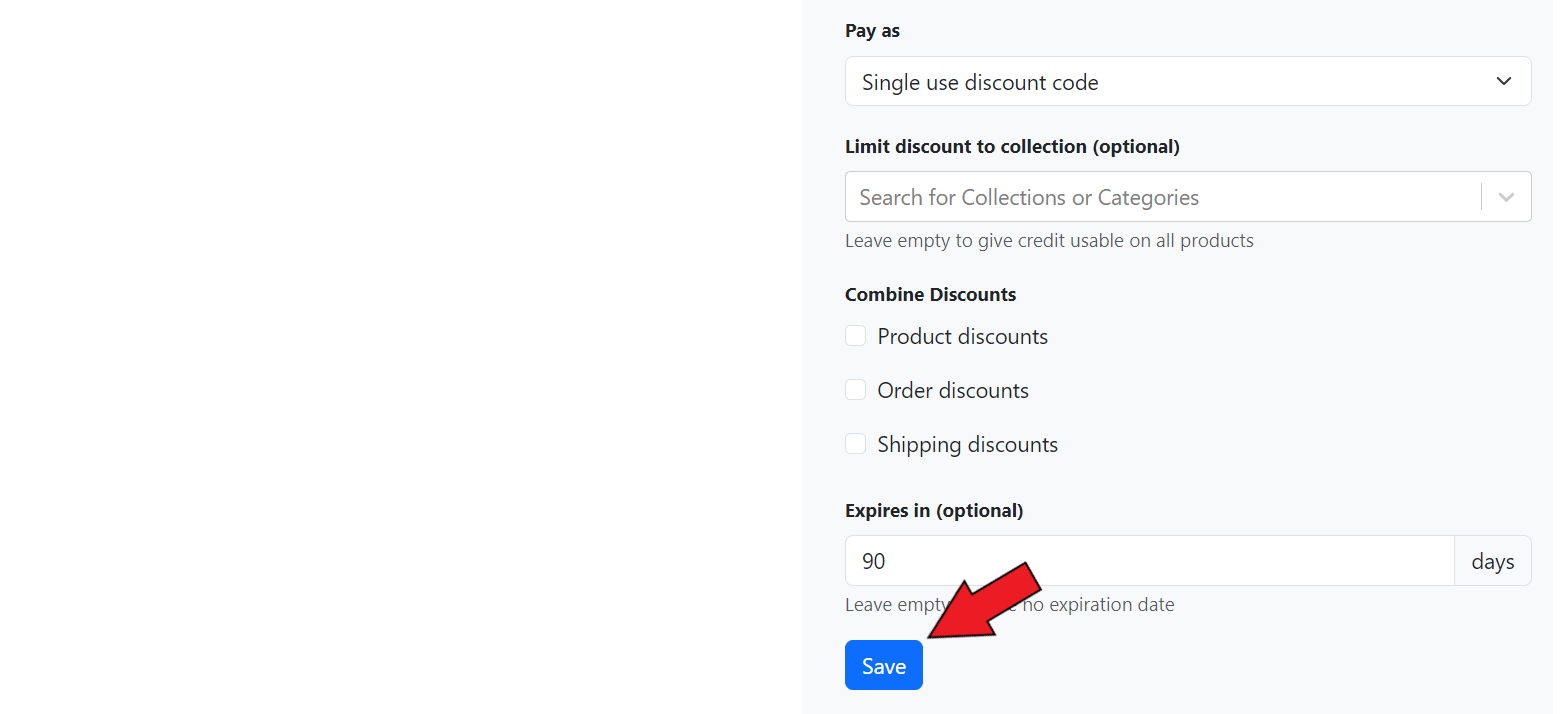 Pay as
Single use discount code
Limit discount to collection (optional)
Search for Collections or Categories
Leave empty to give credit usable on all products
Combine Discounts
Product discounts
Order discounts
Shipping discounts
Expires in (optional)
90 days
Leave empty no expiration date
Save